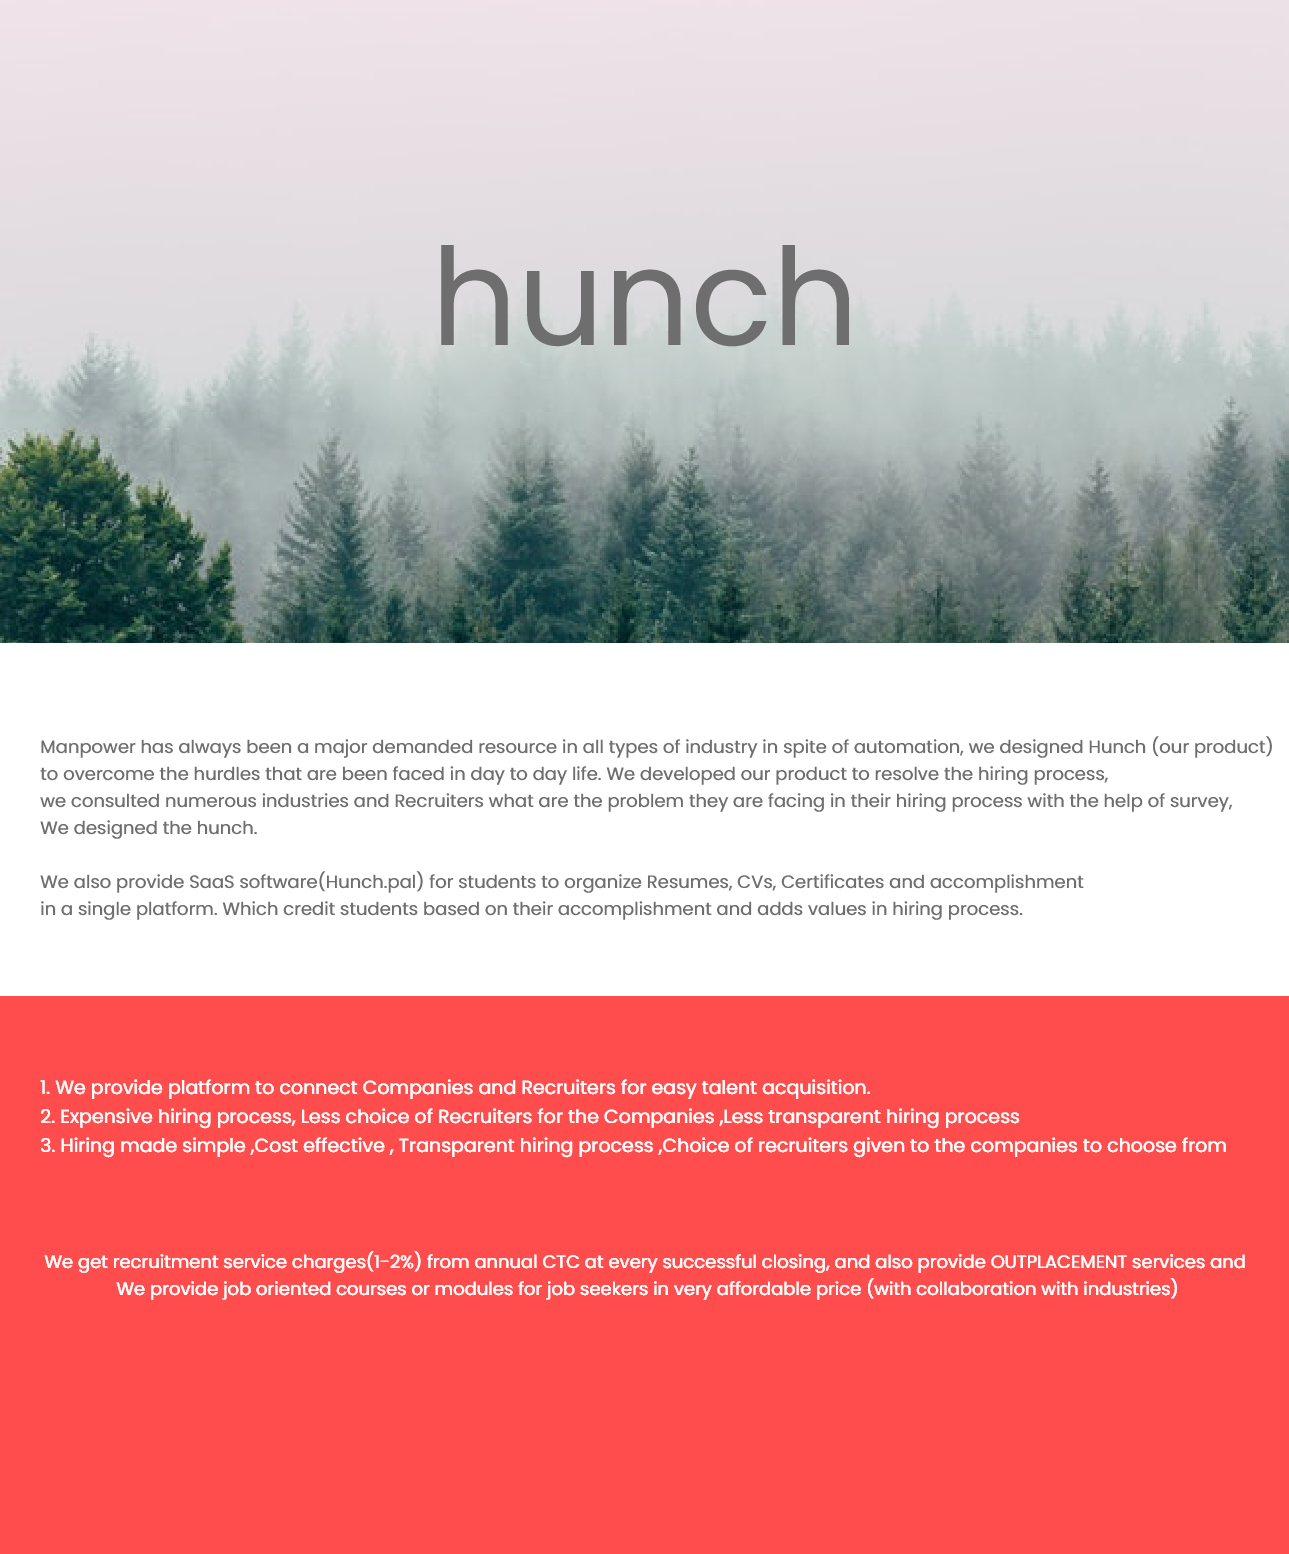 hunch
Manpower has always been a major demanded resource in all types of industry in spite of automation, we designed Hunch (our product)
to overcome the hurdles that are been faced in day to day life. We developed our product to resolve the hiring process,
we consulted numerous industries and Recruiters what are the problem they are facing in their hiring process with the help of survey,
We designed the hunch.
We also provide SaaS software(Hunch.pal) for students to organize Resumes, CVs, Certificates and accomplishment
in a single platform. Which credit students based on their accomplishment and adds values in hiring process.
1. We provide platform to connect Companies and Recruiters for easy talent acquisition.
2. Expensive hiring process, Less choice of Recruiters for the Companies ,Less transparent hiring process
3. Hiring made simple ,Cost effective , Transparent hiring process ,Choice of recruiters given to the companies to choose from
We get recruitment service charges(1-2%) from annual CTC at every successful closing, and also provide OUTPLACEMENT services and
We provide job oriented courses or modules for job seekers in very affordable price (with collaboration with industries)